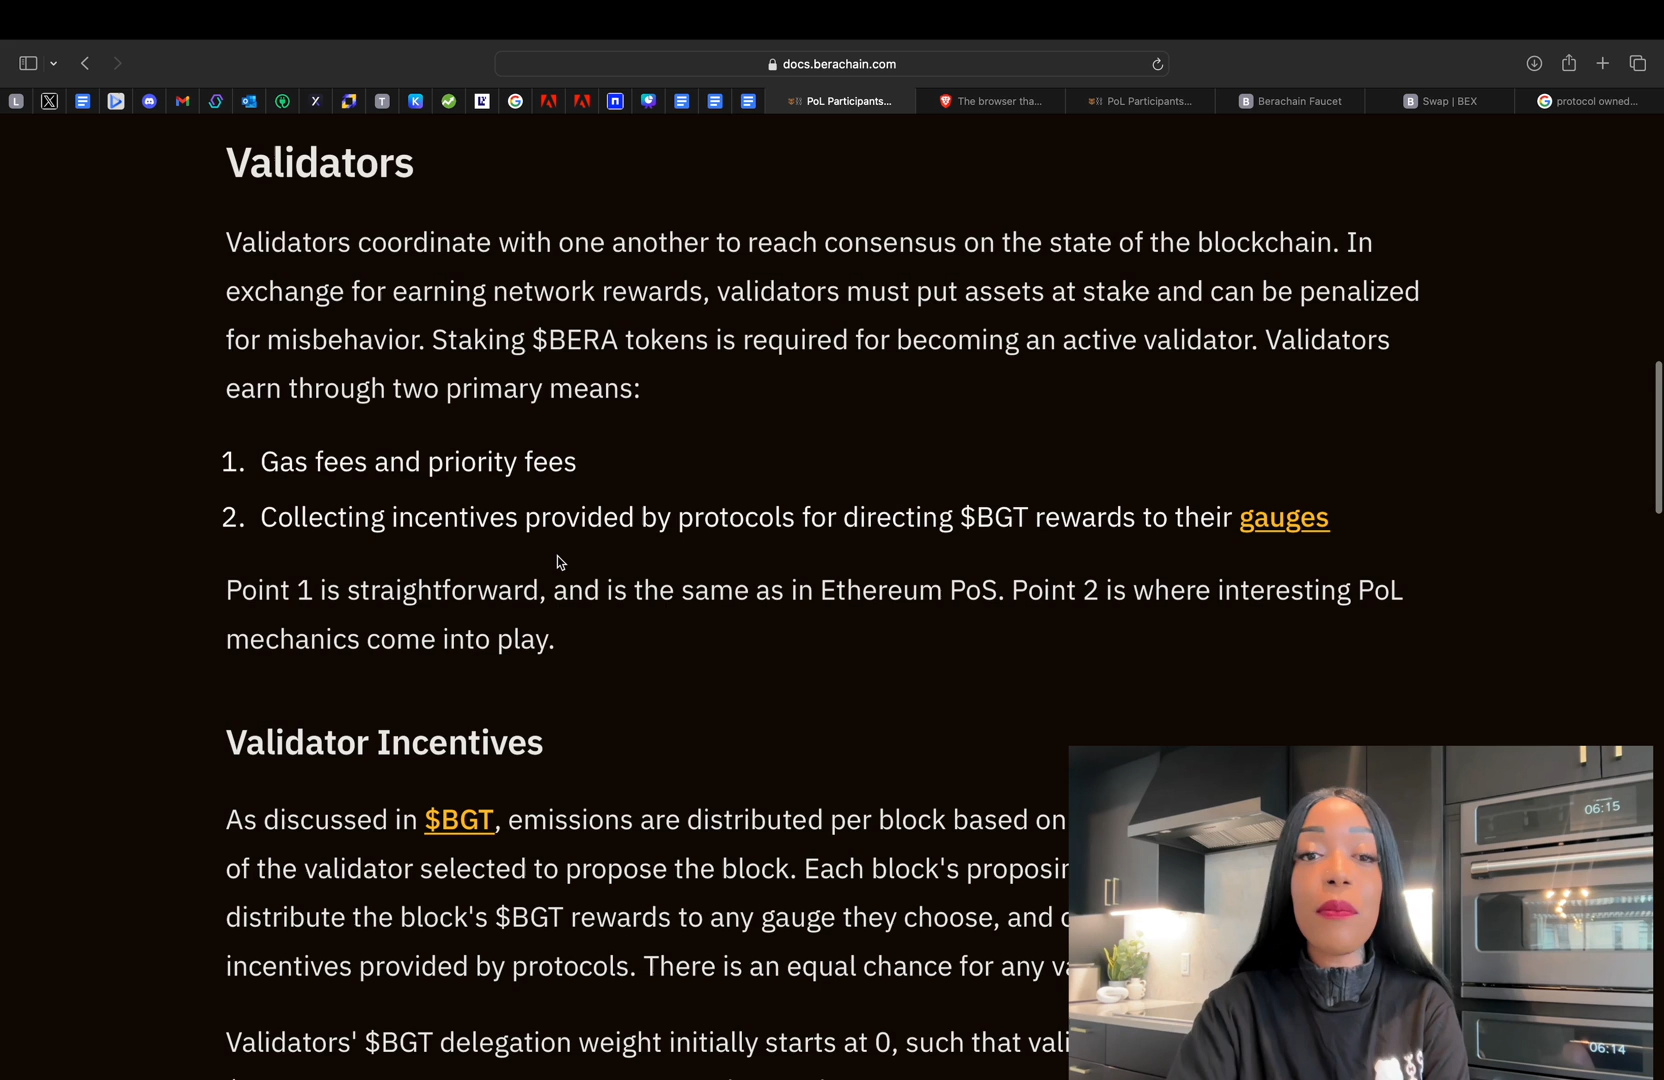 docs.berachain.com
PoL Participants...
The browser tha...
PoL Participants...
Berachain Faucet
Swap | BEX
protocol owned...
Validators
Validators coordinate with one another to reach consensus on the state of the blockchain. In
exchange for earning network rewards, validators must put assets at stake and can be penalized
for misbehavior. Staking $BERA tokens is required for becoming an active validator. Validators
earn through two primary means:
1. Gas fees and priority fees
2. Collecting incentives provided by protocols for directing $BGT rewards to their gauges
Point 1 is straightforward, and is the same as in Ethereum PoS. Point 2 is where interesting PoL
mechanics come into play.
Validator Incentives
As discussed in $BGT, emissions are distributed per block based on
of the validator selected to propose the block. Each block's proposin
distribute the block's $BGT rewards to any gauge they choose, and
incentives provided by protocols. There is an equal chance for any va
Validators' $BGT delegation weight initially starts at 0, such that vali
06:15
06:14